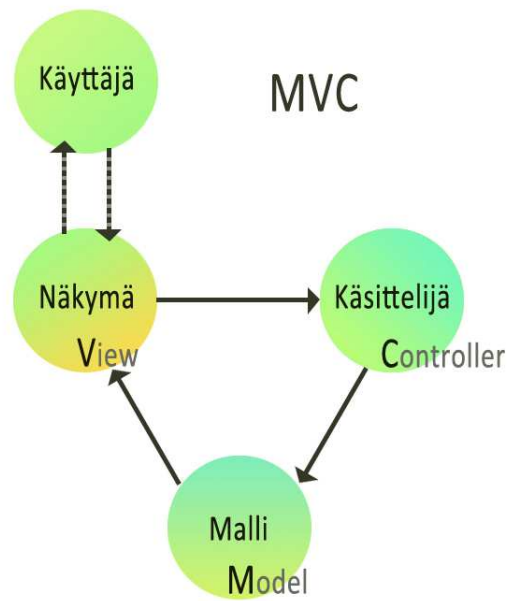 Käyttäjä
MVC
Näkymä
View
Käsittelijä
Controller
Malli
Model